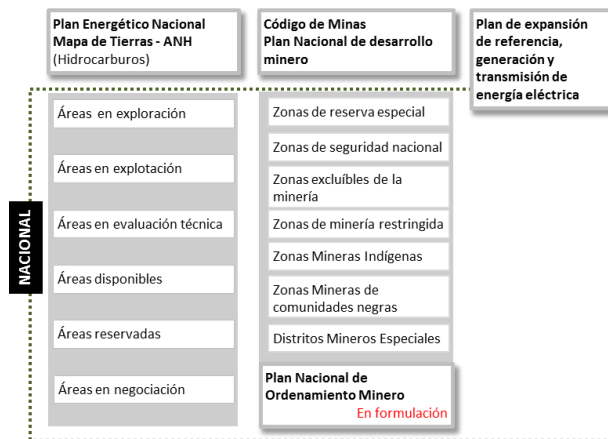 Plan Energético Nacional
Mapa de Tierras - ANH
(Hidrocarburos)
Código de Minas
Plan Nacional de desarrollo
minero
Plan de expansión
de referencia,
generación y
transmisión de
energía eléctrica
NACIONAL
Áreas en exploración
Áreas en explotación
Áreas en evaluación técnica
Áreas disponibles
Áreas reservadas
Áreas en negociación
Zonas de reserva especial
Zonas de seguridad nacional
Zonas excluíbles de la
minería
Zonas de minería restringida
Zonas Mineras Indígenas
Zonas Mineras de
comunidades negras
Distritos Mineros Especiales
Plan Nacional de
Ordenamiento Minero
En formulación